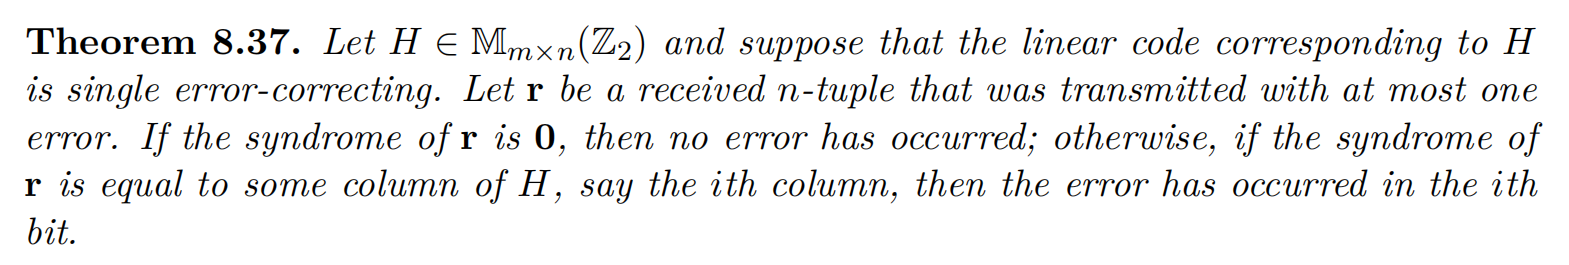 Theorem 8.37. Let H ∈ 𝕄ₘₓₙ(ℤ₂) and suppose that the linear code corresponding to H
is single error-correcting. Let r be a received n-tuple that was transmitted with at most one
error. If the syndrome of r is 0, then no error has occurred; otherwise, if the syndrome of
r is equal to some column of H, say the ith column, then the error has occurred in the ith
bit.